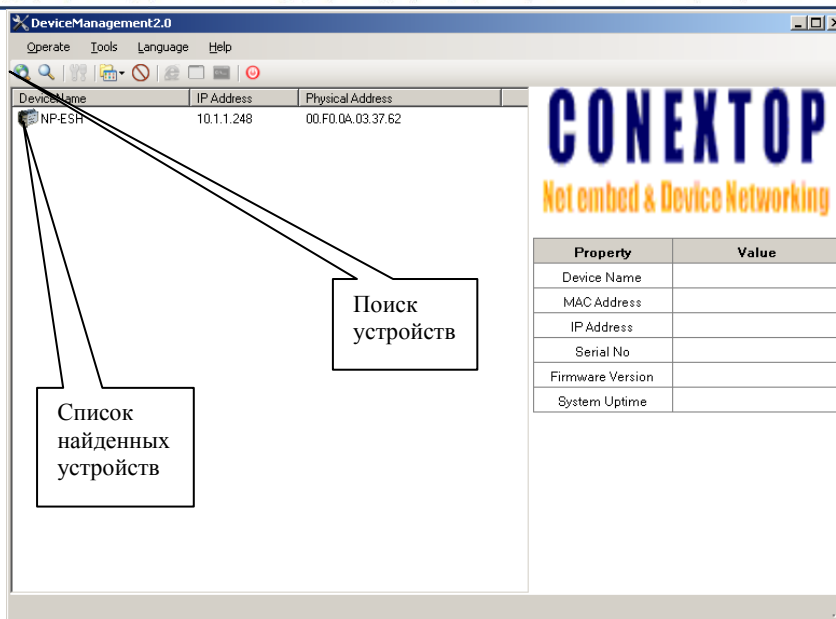 DeviceManagement2.0
Operate Tools Language Help
DeviceName IP Address Physical Address
NP-ESH 10.1.1.248 00.F0.0A.03.37.62
CONEXTOP
Net embed & Device Networking
Property Value
Device Name
MAC Address
IP Address
Serial No
Firmware Version
System Uptime
Поиск
устройств
Список
найденных
устройств